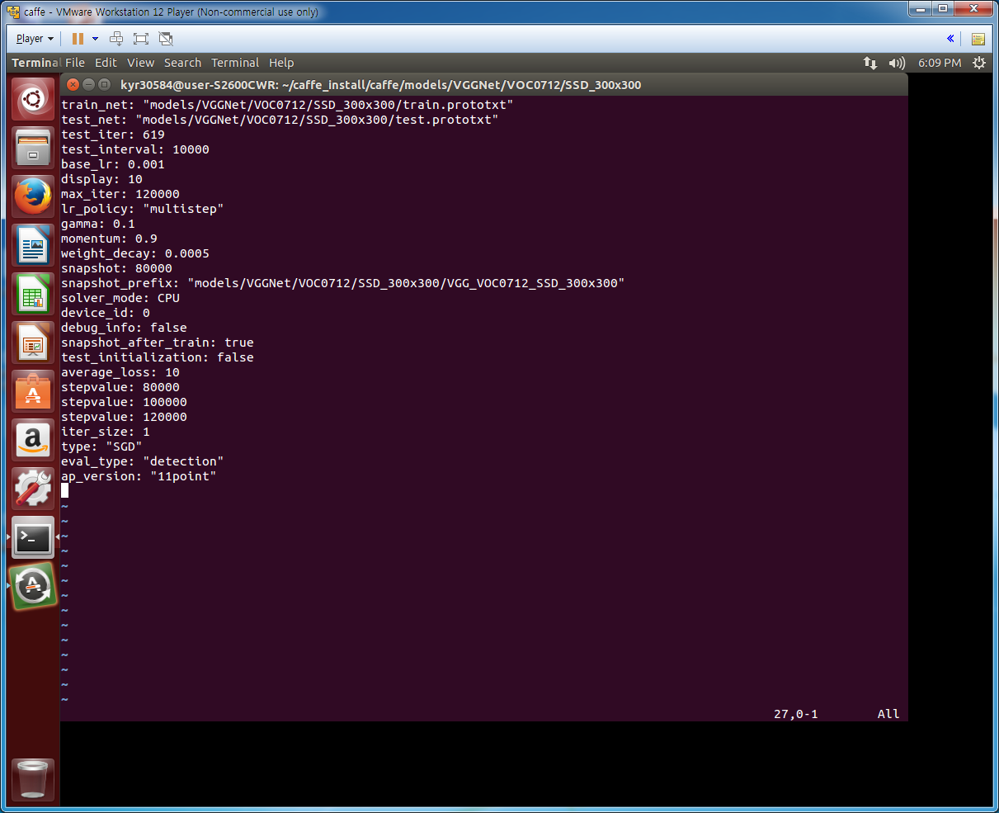 caffe - VMware Workstation 12 Player (Non-commercial use only)
Player
Terminal File Edit View Search Terminal Help
6:09 PM
kyr30584@user-S2600CWR: ~/caffe_install/caffe/models/VGGNet/VOC0712/SSD_300x300
train_net: "models/VGGNet/VOC0712/SSD_300x300/train.prototxt"
test_net: "models/VGGNet/VOC0712/SSD_300x300/test.prototxt"
test_iter: 619
test_interval: 10000
base_lr: 0.001
display: 10
max_iter: 120000
lr_policy: "multistep"
gamma: 0.1
momentum: 0.9
weight_decay: 0.0005
snapshot: 80000
snapshot_prefix: "models/VGGNet/VOC0712/SSD_300x300/VGG_VOC0712_SSD_300x300"
solver_mode: CPU
device_id: 0
debug_info: false
snapshot_after_train: true
test_initialization: false
average_loss: 10
stepvalue: 80000
stepvalue: 100000
stepvalue: 120000
iter_size: 1
type: "SGD"
eval_type: "detection"
ap_version: "11point"
~
~
~
~
~
~
~
~
~
~
~
~
~
~
27,0-1 All